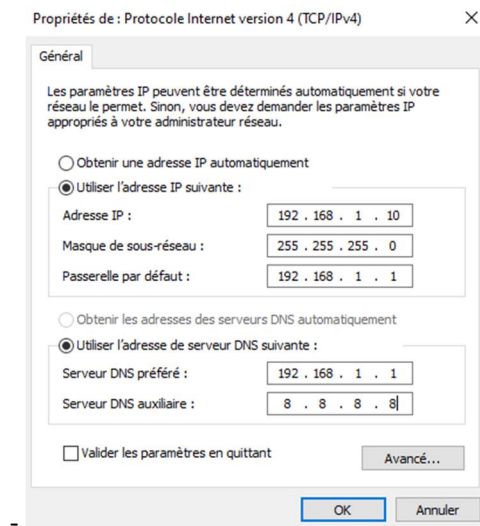 Propriétés de : Protocole Internet version 4 (TCP/IPv4)
Général
Les paramètres IP peuvent être déterminés automatiquement si votre
réseau le permet. Sinon, vous devez demander les paramètres IP
appropriés à votre administrateur réseau.
Obtenir une adresse IP automatiquement
Utiliser l'adresse IP suivante :
Adresse IP : 192 . 168 . 1 . 10
Masque de sous-réseau : 255 . 255 . 255 . 0
Passerelle par défaut : 192 . 168 . 1 . 1
Obtenir les adresses des serveurs DNS automatiquement
Utiliser l'adresse de serveur DNS suivante :
Serveur DNS préféré : 192 . 168 . 1 . 1
Serveur DNS auxiliaire : 8 . 8 . 8 . 8
Valider les paramètres en quittant
Avancé...
OK Annuler
-